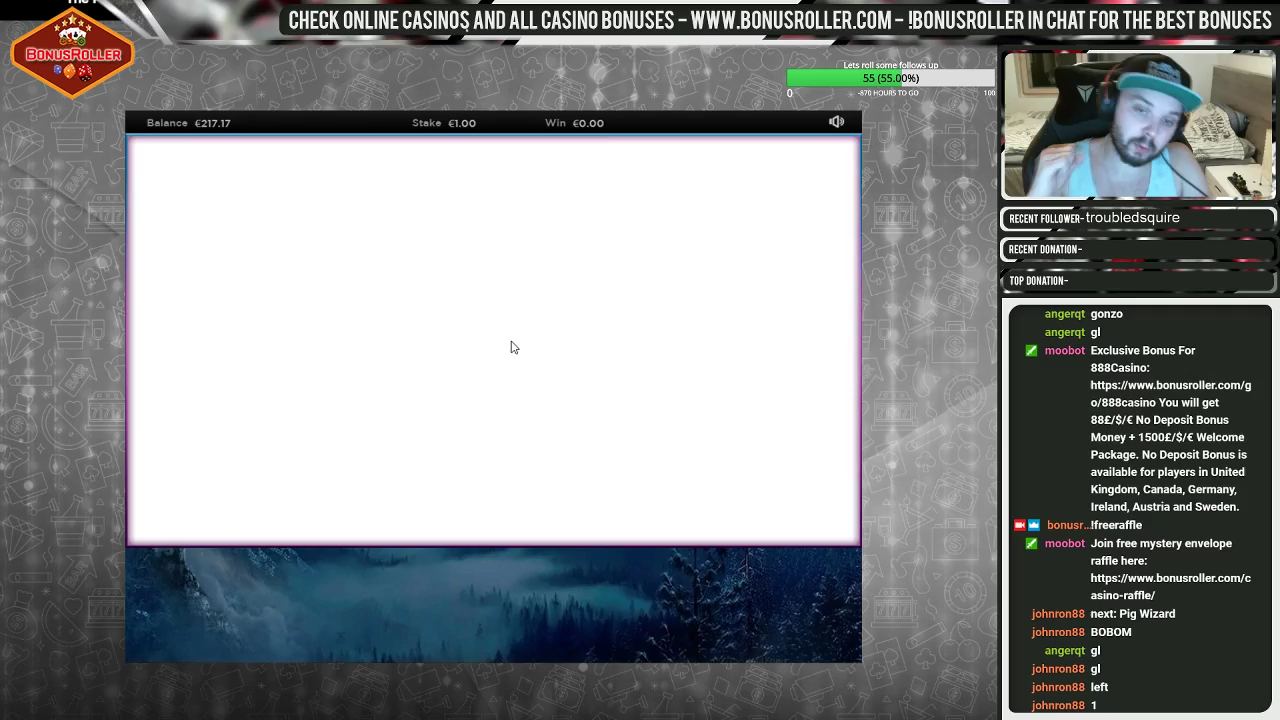 CHECK ONLINE CASINOS AND ALL CASINO BONUSES - WWW.BONUSROLLER.COM - !BONUSROLLER IN CHAT FOR THE BEST BONUSES
BONUSROLLER
Lets roll some follows up
55 (55.00%)
0
-870 HOURS TO GO
100
Balance €217.17
Stake €1.00
Win €0.00
RECENT FOLLOWER-troubledsquire
RECENT DONATION-
TOP DONATION-
angerqt gonzo
angerqt gl
moobot Exclusive Bonus For
888Casino:
https://www.bonusroller.com/g
o/888casino You will get
88£/$/€ No Deposit Bonus
Money + 1500£/$/€ Welcome
Package. No Deposit Bonus is
available for players in United
Kingdom, Canada, Germany,
Ireland, Austria and Sweden.
bonusr...!freeraffle
moobot Join free mystery envelope
raffle here:
https://www.bonusroller.com/c
asino-raffle/
johnron88 next: Pig Wizard
johnron88 BOBOM
angerqt gl
johnron88 gl
johnron88 left
johnron88 1